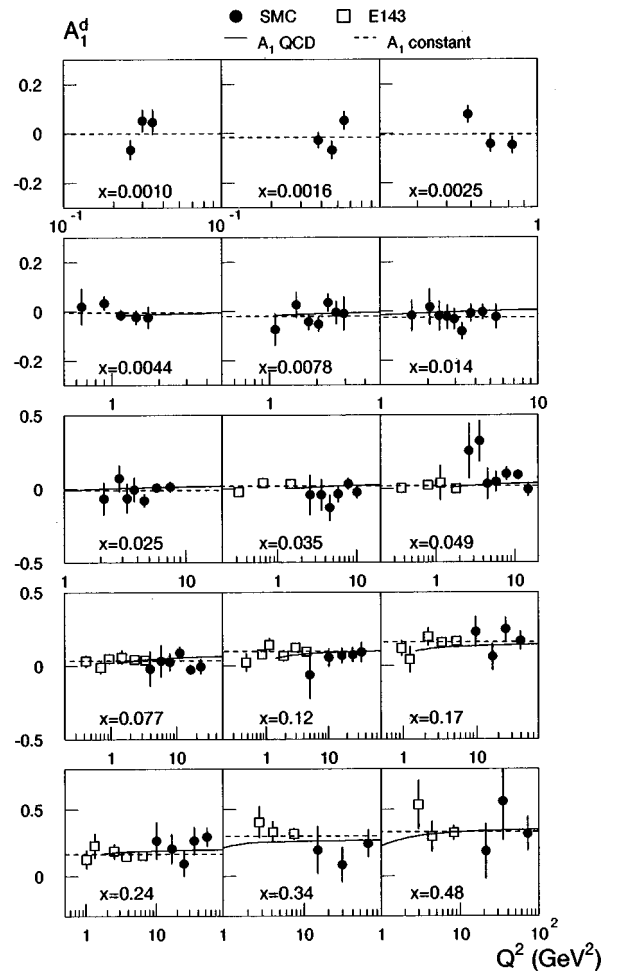 A₁ᵈ ● SMC □ E143
— A₁ QCD ---- A₁ constant
0.2
0
-0.2
x=0.0010 x=0.0016 x=0.0025
10⁻¹ 10⁻¹ 1
0.2
0
-0.2
x=0.0044 x=0.0078 x=0.014
1 1 1 10
0.5
0
-0.5
x=0.025 x=0.035 x=0.049
1 10 1 10 1 10
0.5
0
-0.5
x=0.077 x=0.12 x=0.17
1 10 1 10 1 10
0.5
0
x=0.24 x=0.34 x=0.48
1 10 1 10 1 10 10²
Q² (GeV²)